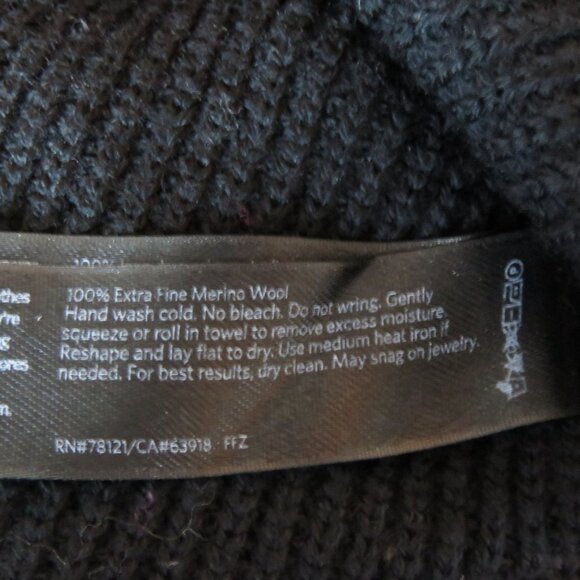 100%
100% Extra Fine Merino Wool
Hand wash cold. No bleach. Do not wring. Gently
squeeze or roll in towel to remove excess moisture.
Reshape and lay flat to dry. Use medium heat iron if
needed. For best results, dry clean. May snag on jewelry.
RN#78121/CA#63918 · FFZ